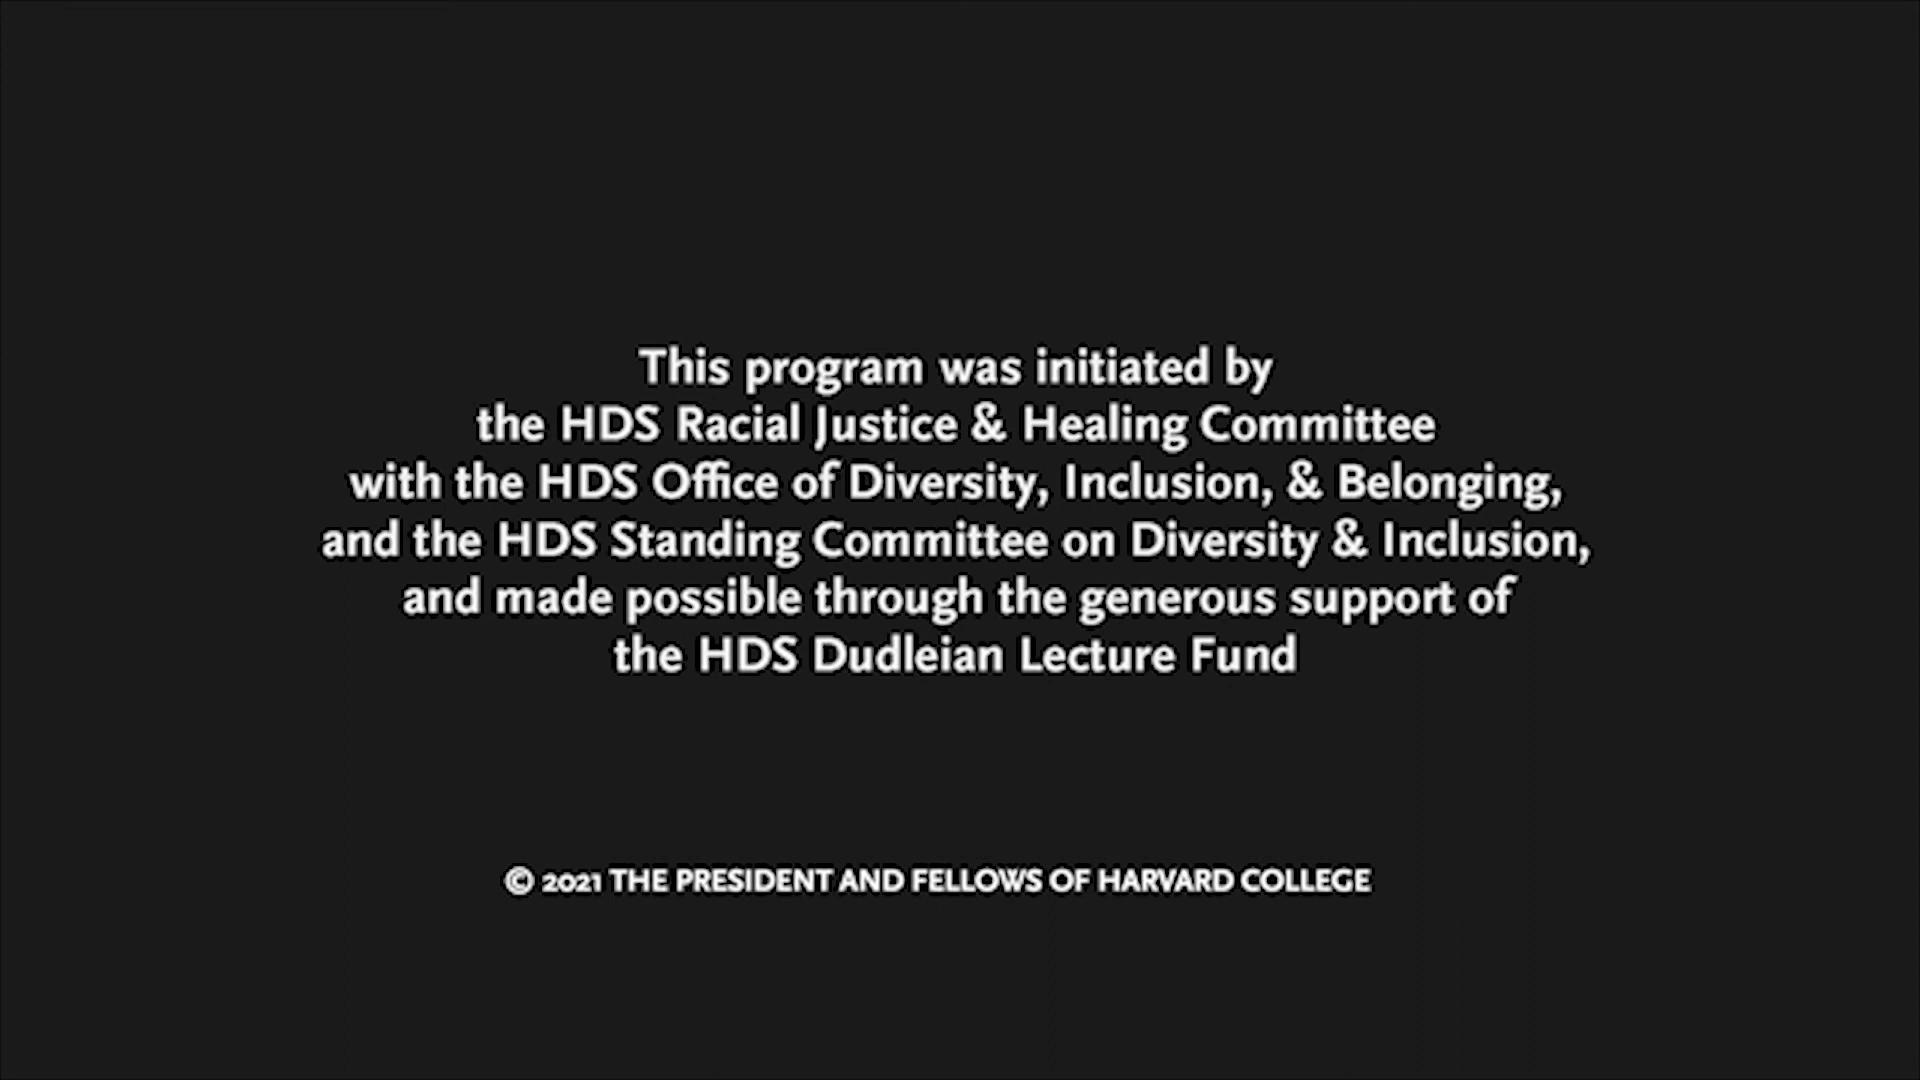 This program was initiated by
the HDS Racial Justice & Healing Committee
with the HDS Office of Diversity, Inclusion, & Belonging,
and the HDS Standing Committee on Diversity & Inclusion,
and made possible through the generous support of
the HDS Dudleian Lecture Fund
© 2021 THE PRESIDENT AND FELLOWS OF HARVARD COLLEGE